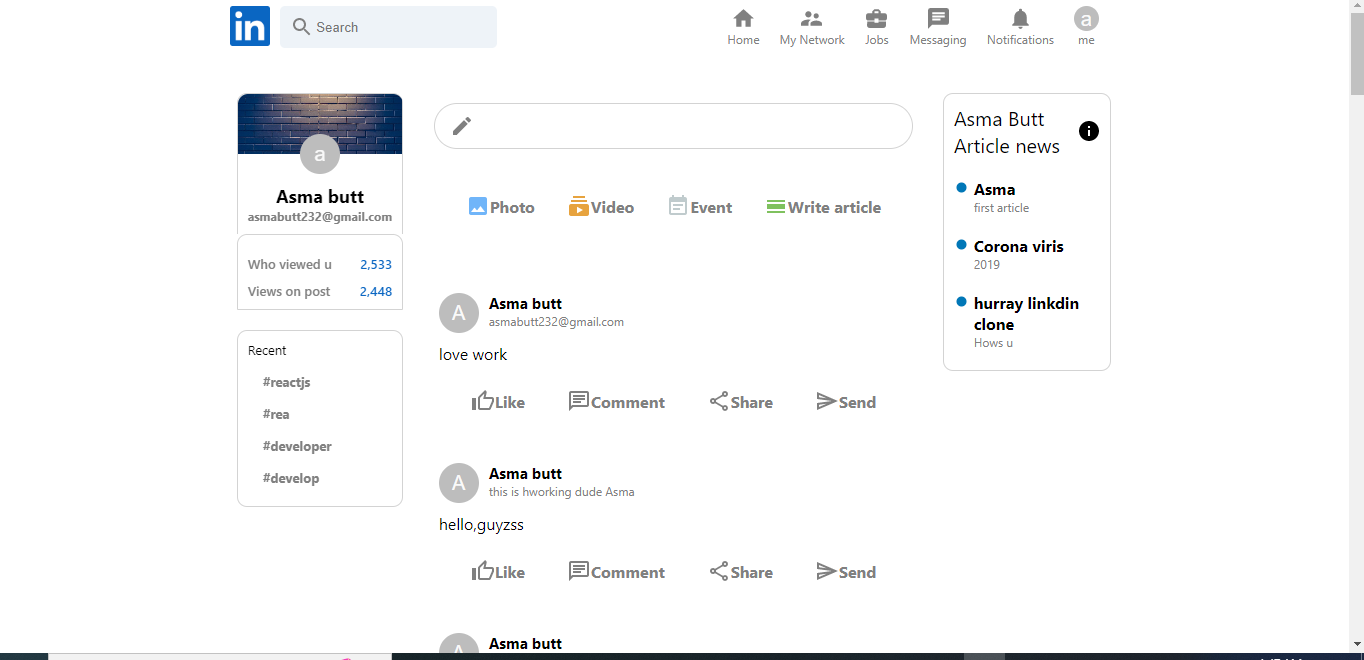 in
Search
Home
My Network
Jobs
Messaging
Notifications
a
me
a
Asma butt
asmabutt232@gmail.com
Who viewed u 2,533
Views on post 2,448
Recent
#reactjs
#rea
#developer
#develop
Photo
Video
Event
Write article
A
Asma butt
asmabutt232@gmail.com
love work
Like
Comment
Share
Send
A
Asma butt
this is hworking dude Asma
hello,guyzss
Like
Comment
Share
Send
A
Asma butt
Asma Butt
Article news
Asma
first article
Corona viris
2019
hurray linkdin
clone
Hows u